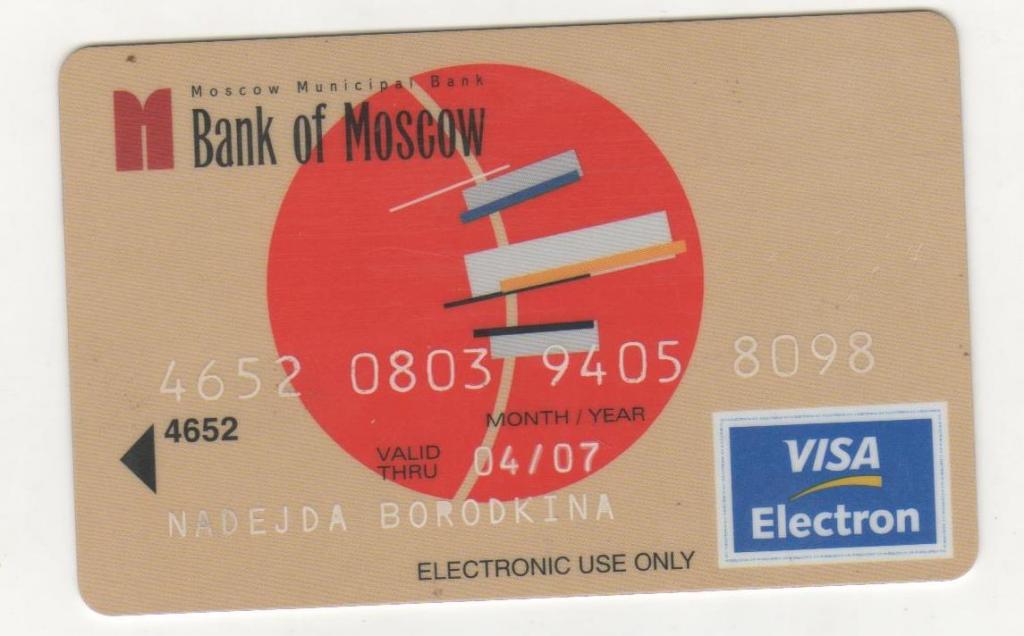 Moscow Municipal Bank
Bank of Moscow
4652 0803 9405 8098
4652
MONTH / YEAR
VALID THRU 04/07
NADEJDA BORODKINA
VISA
Electron
ELECTRONIC USE ONLY